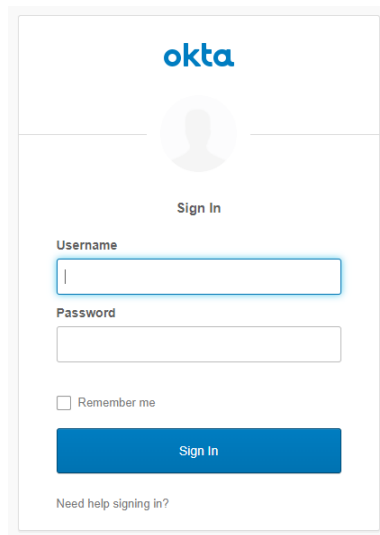 okta
Sign In
Username
Password
Remember me
Sign In
Need help signing in?